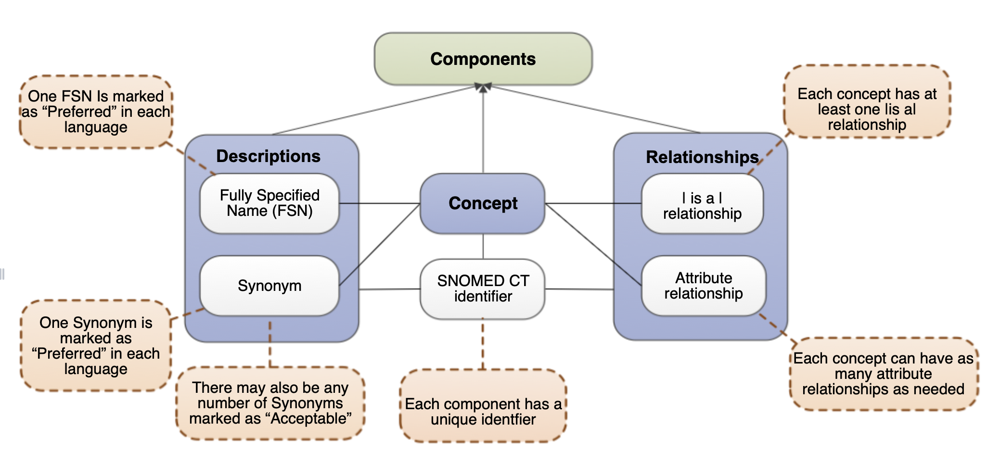 Components
One FSN Is marked
as “Preferred” in each
language
Each concept has at
least one lis al
relationship
Descriptions
Relationships
Fully Specified
Name (FSN)
Concept
I is a I
relationship
Synonym
SNOMED CT
identifier
Attribute
relationship
One Synonym is
marked as
“Preferred” in each
language
There may also be any
number of Synonyms
marked as “Acceptable”
Each component has a
unique identfier
Each concept can have as
many attribute
relationships as needed